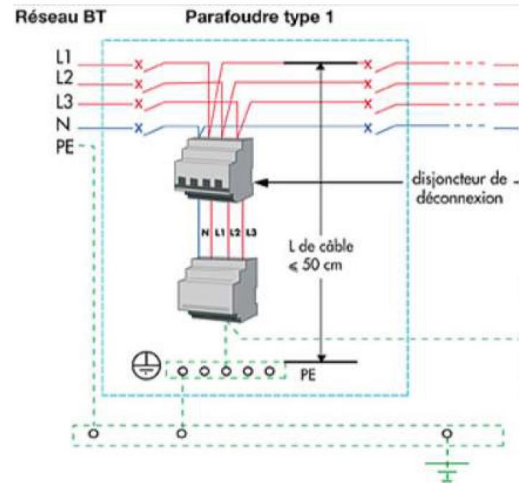 Réseau BT
Parafoudre type 1
L1
L2
L3
N
PE
disjoncteur de
déconnexion
N L1 L2 L3
L de câble
⩽ 50 cm
PE